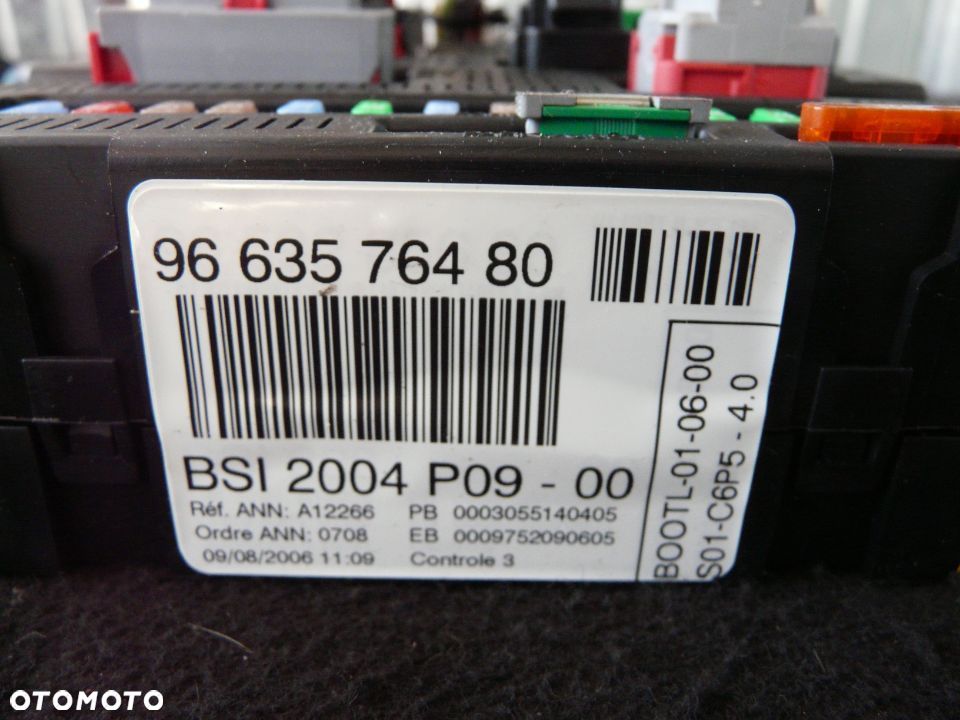 96 635 764 80
BSI 2004 P09 - 00
Réf. ANN: A12266 PB 0003055140405
Ordre ANN: 0708 EB 0009752090605
09/08/2006 11:09 Controle 3
BOOTL-01-06-00
S01-C6P5 - 4.0
OTOMOTO